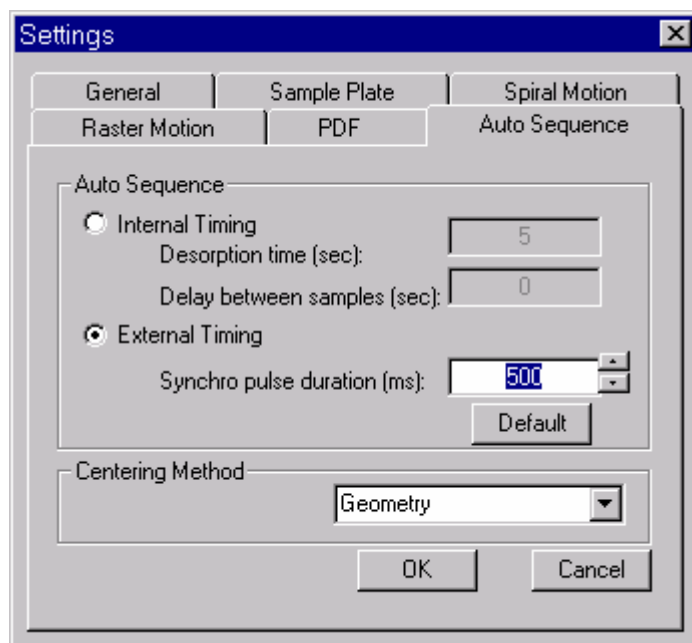 Settings
General Sample Plate Spiral Motion
Raster Motion PDF Auto Sequence
Auto Sequence
Internal Timing
Desorption time (sec): 5
Delay between samples (sec): 0
External Timing
Synchro pulse duration (ms): 500
Default
Centering Method
Geometry
OK Cancel